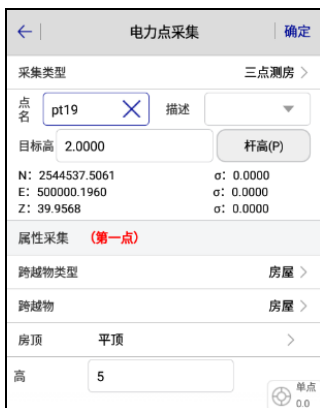 电力点采集 确定
采集类型 三点测房
点名 pt19 描述
目标高 2.0000 杆高(P)
N: 2544537.5061 σ: 0.0000
E: 500000.1960 σ: 0.0000
Z: 39.9568 σ: 0.0000
属性采集 (第一点)
跨越物类型 房屋
跨越物 房屋
房顶 平顶
高 5
单点
0.0